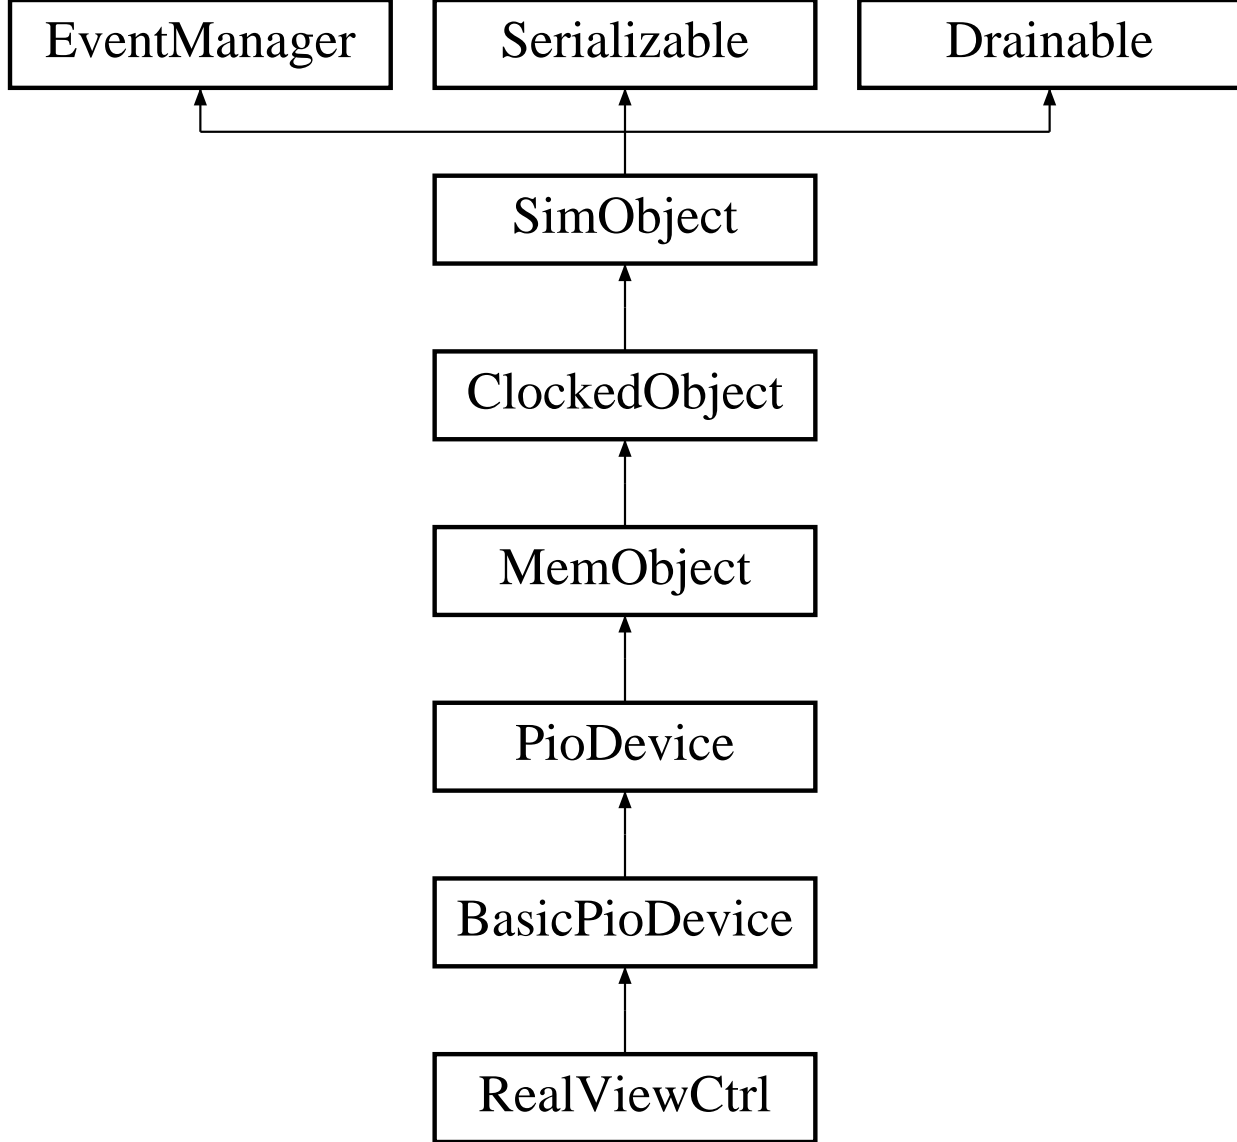 EventManager
Serializable
Drainable
SimObject
ClockedObject
MemObject
PioDevice
BasicPioDevice
RealViewCtrl